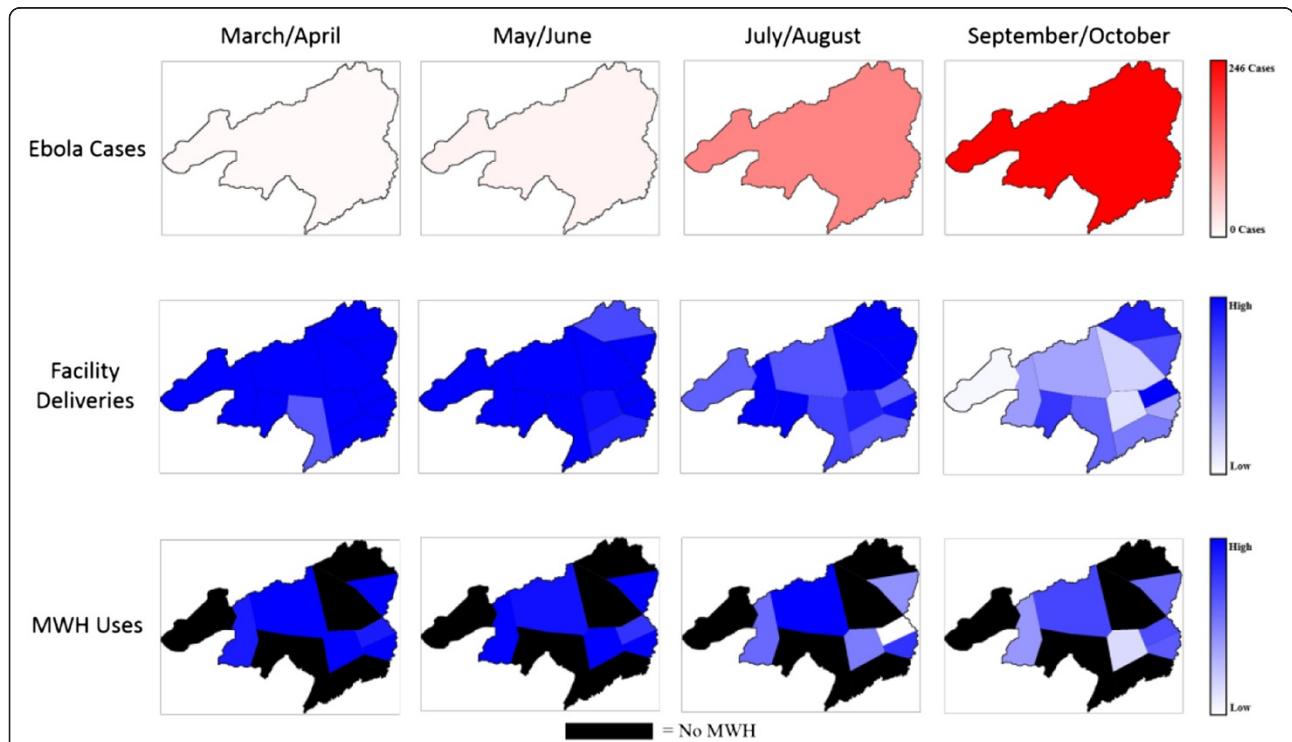 March/April
May/June
July/August
September/October
Ebola Cases
246 Cases
0 Cases
Facility
Deliveries
High
Low
MWH Uses
High
Low
= No MWH